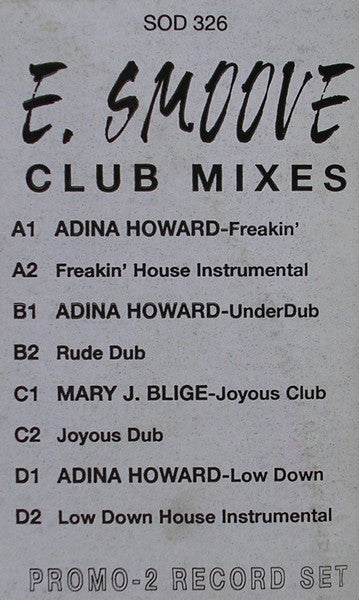 SOD 326
E. SMOOVE
CLUB MIXES
A1 ADINA HOWARD-Freakin'
A2 Freakin' House Instrumental
B1 ADINA HOWARD-UnderDub
B2 Rude Dub
C1 MARY J. BLIGE-Joyous Club
C2 Joyous Dub
D1 ADINA HOWARD-Low Down
D2 Low Down House Instrumental
PROMO-2 RECORD SET